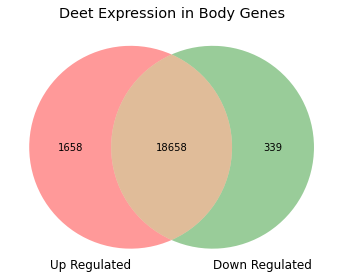 Deet Expression in Body Genes
1658
18658
339
Up Regulated
Down Regulated